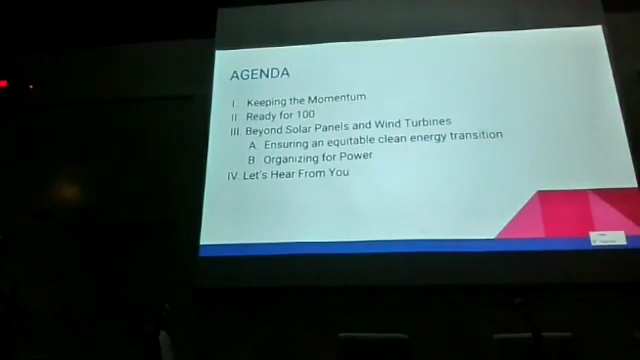 AGENDA
I. Keeping the Momentum
II. Ready for 100
III. Beyond Solar Panels and Wind Turbines
A. Ensuring an equitable clean energy transition
B. Organizing for Power
IV. Let's Hear From You